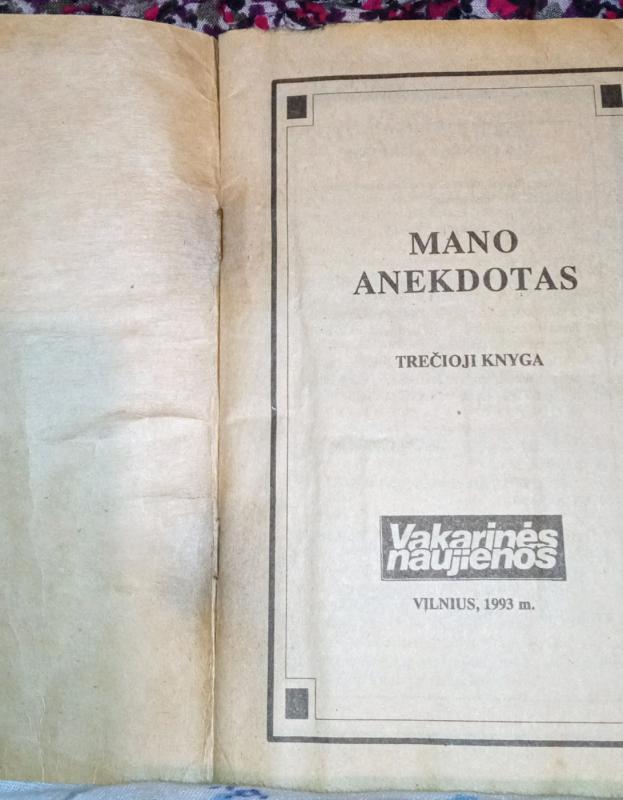 MANO
ANEKDOTAS
TREČIOJI KNYGA
Vakarinės
naujienos
VILNIUS, 1993 m.